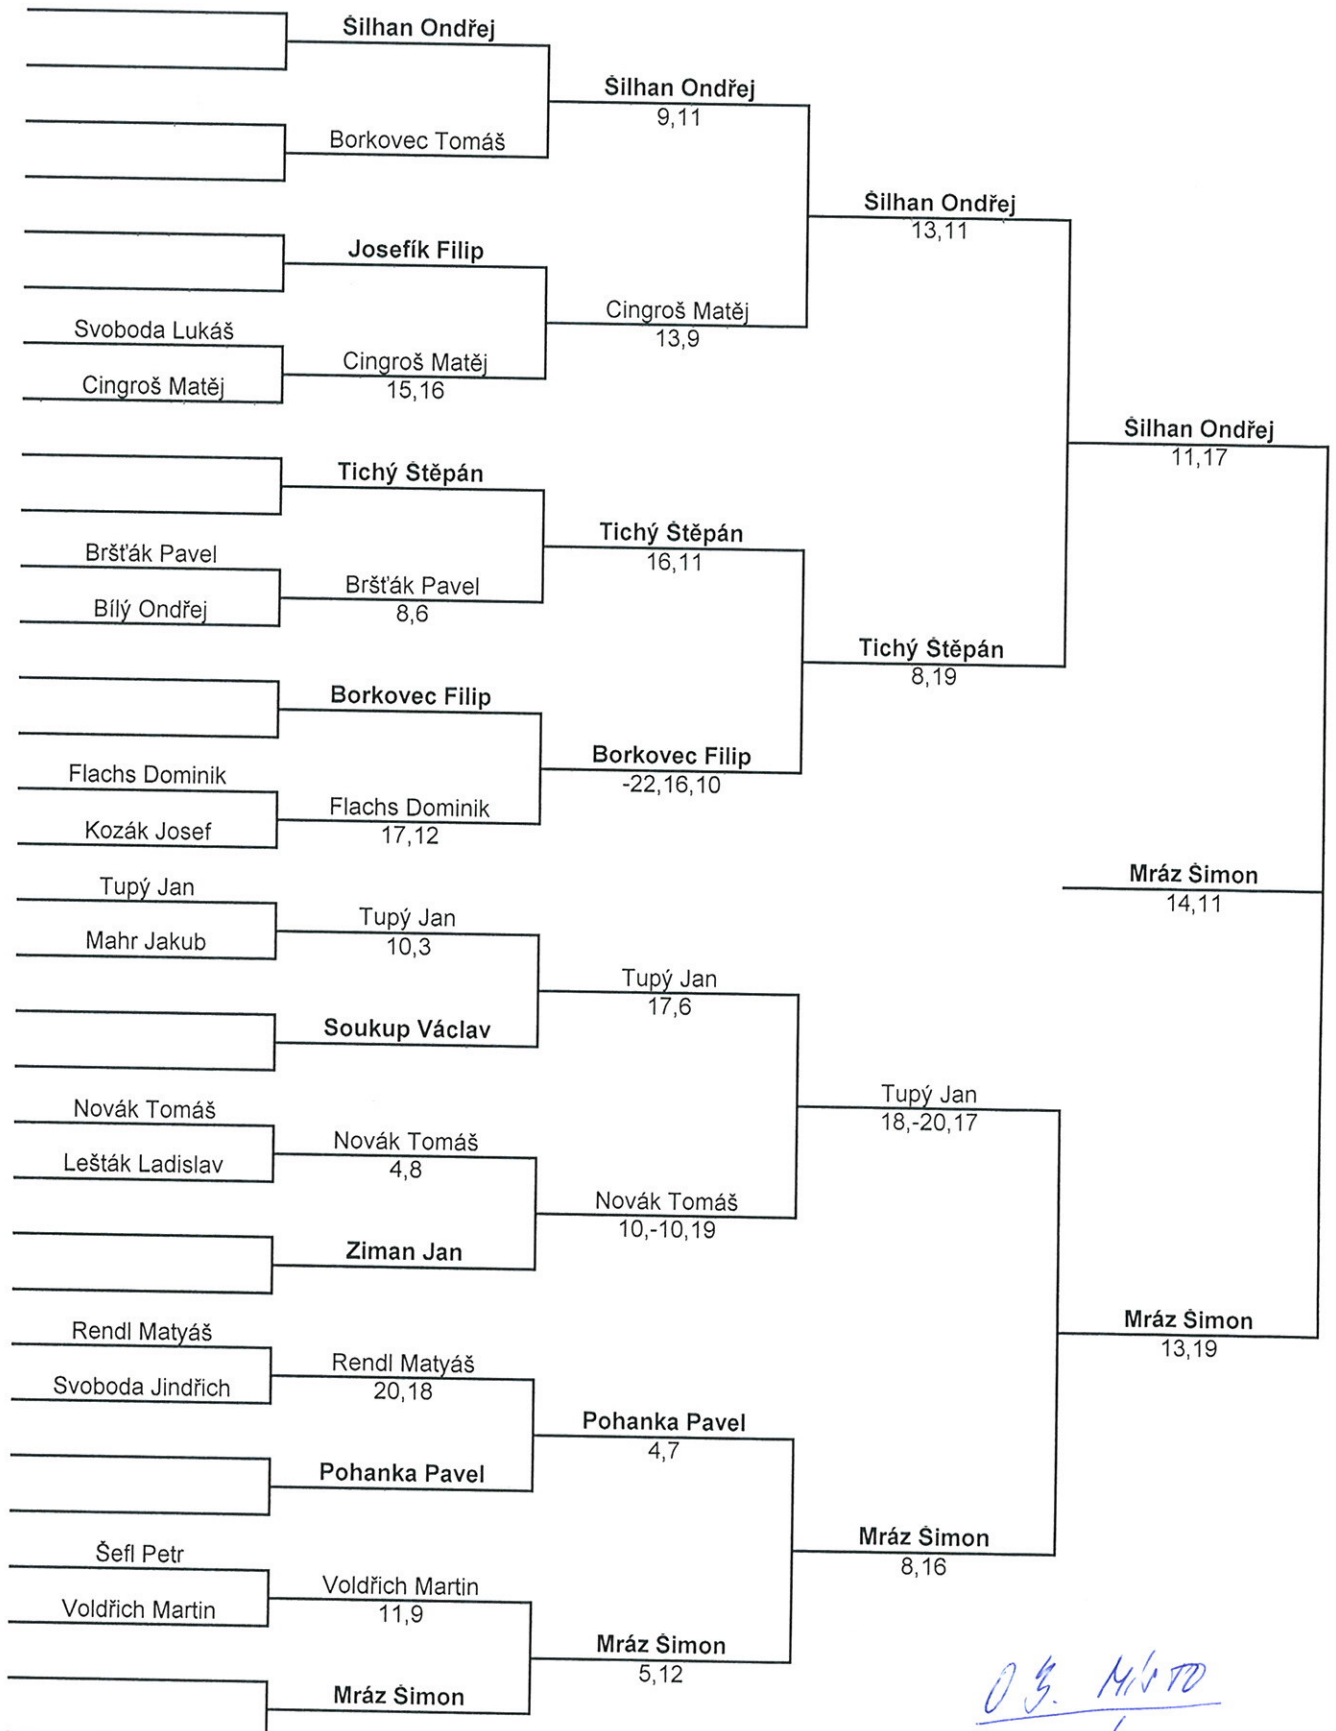 Šilhan Ondřej
Šilhan Ondřej
9,11
Borkovec Tomáš
Šilhan Ondřej
13,11
Josefík Filip
Cingroš Matěj
13,9
Svoboda Lukáš
Cingroš Matěj
15,16
Cingroš Matěj
Šilhan Ondřej
11,17
Tichý Štěpán
Tichý Štěpán
16,11
Bršťák Pavel
Bršťák Pavel
8,6
Bílý Ondřej
Tichý Štěpán
8,19
Borkovec Filip
Borkovec Filip
-22,16,10
Flachs Dominik
Flachs Dominik
17,12
Kozák Josef
Mráz Šimon
14,11
Tupý Jan
Tupý Jan
10,3
Mahr Jakub
Tupý Jan
17,6
Soukup Václav
Tupý Jan
18,-20,17
Novák Tomáš
Novák Tomáš
4,8
Lešták Ladislav
Novák Tomáš
10,-10,19
Ziman Jan
Mráz Šimon
13,19
Rendl Matyáš
Rendl Matyáš
20,18
Svoboda Jindřich
Pohanka Pavel
4,7
Pohanka Pavel
Mráz Šimon
8,16
Šefl Petr
Voldřich Martin
11,9
Voldřich Martin
Mráz Šimon
5,12
Mráz Šimon
O 3. MÍSTO